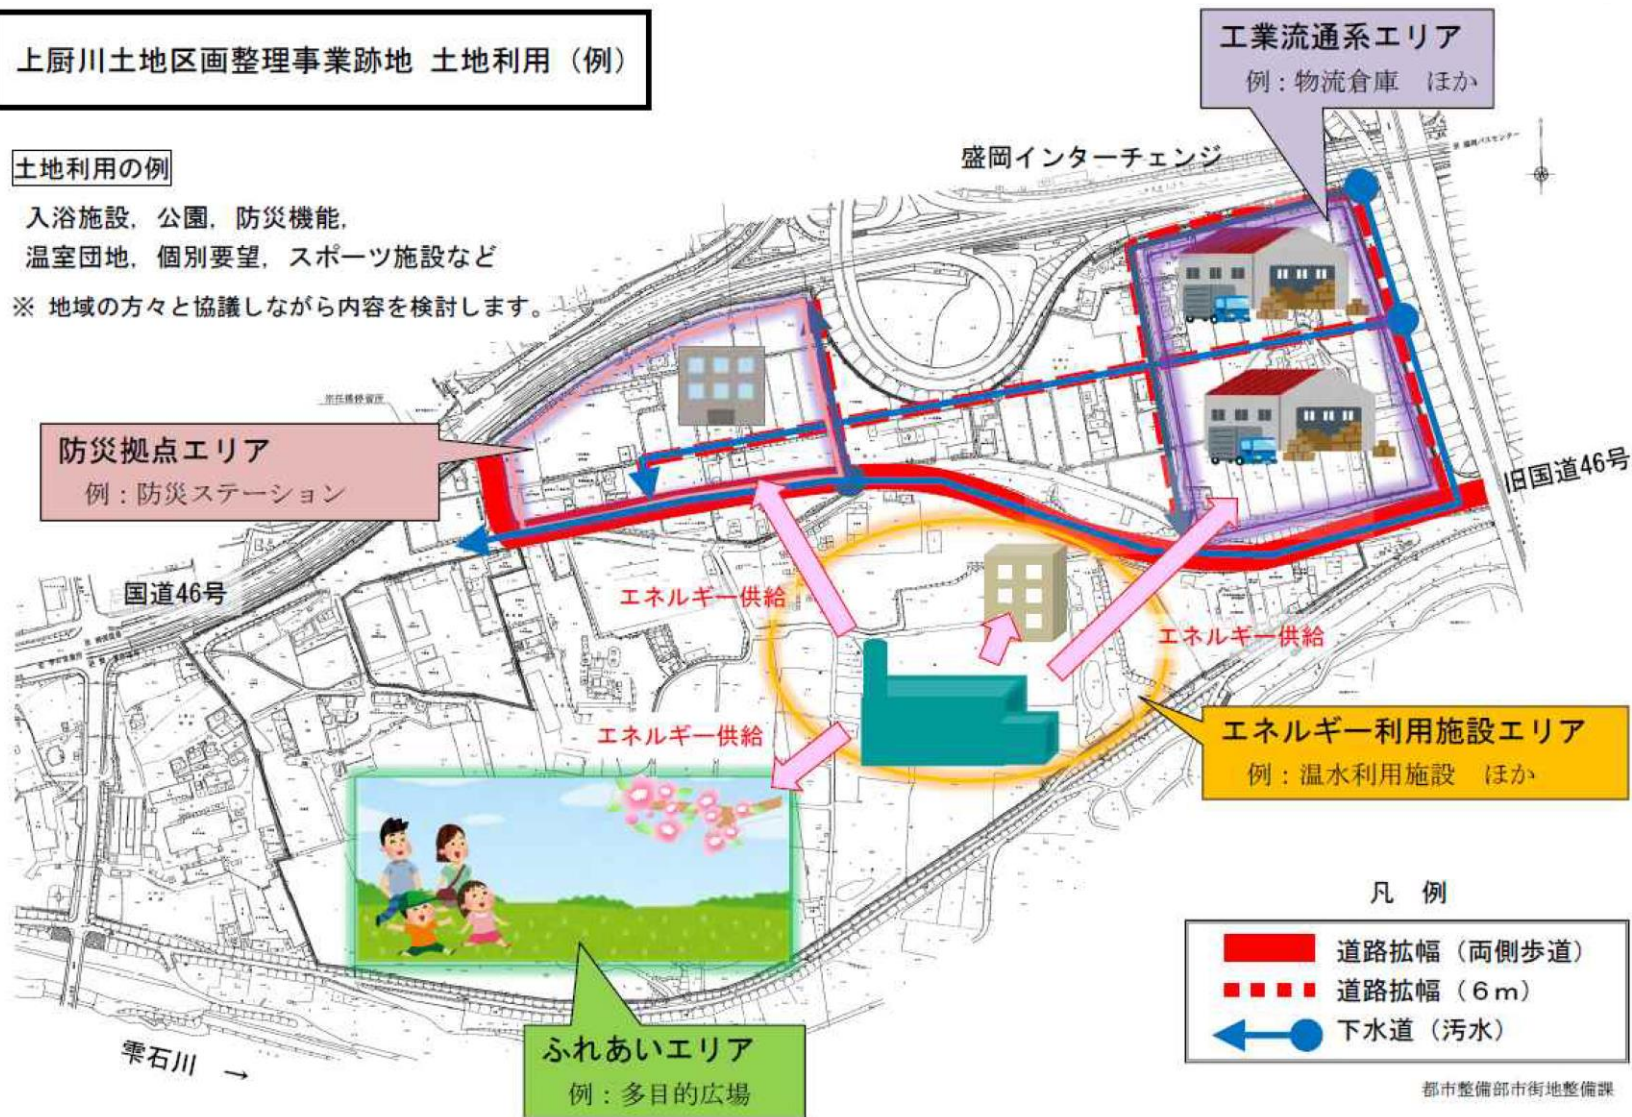 上厨川土地区画整理事業跡地 土地利用（例）
工業流通系エリア
例：物流倉庫　ほか
土地利用の例
入浴施設，公園，防災機能，
温室団地，個別要望，スポーツ施設など
※ 地域の方々と協議しながら内容を検討します。
盛岡インターチェンジ
防災拠点エリア
例：防災ステーション
旧国道46号
国道46号
エネルギー供給
エネルギー供給
エネルギー供給
エネルギー利用施設エリア
例：温水利用施設　ほか
ふれあいエリア
例：多目的広場
雫石川　→
凡　例
道路拡幅（両側歩道）
道路拡幅（６ｍ）
下水道（汚水）
都市整備部市街地整備課